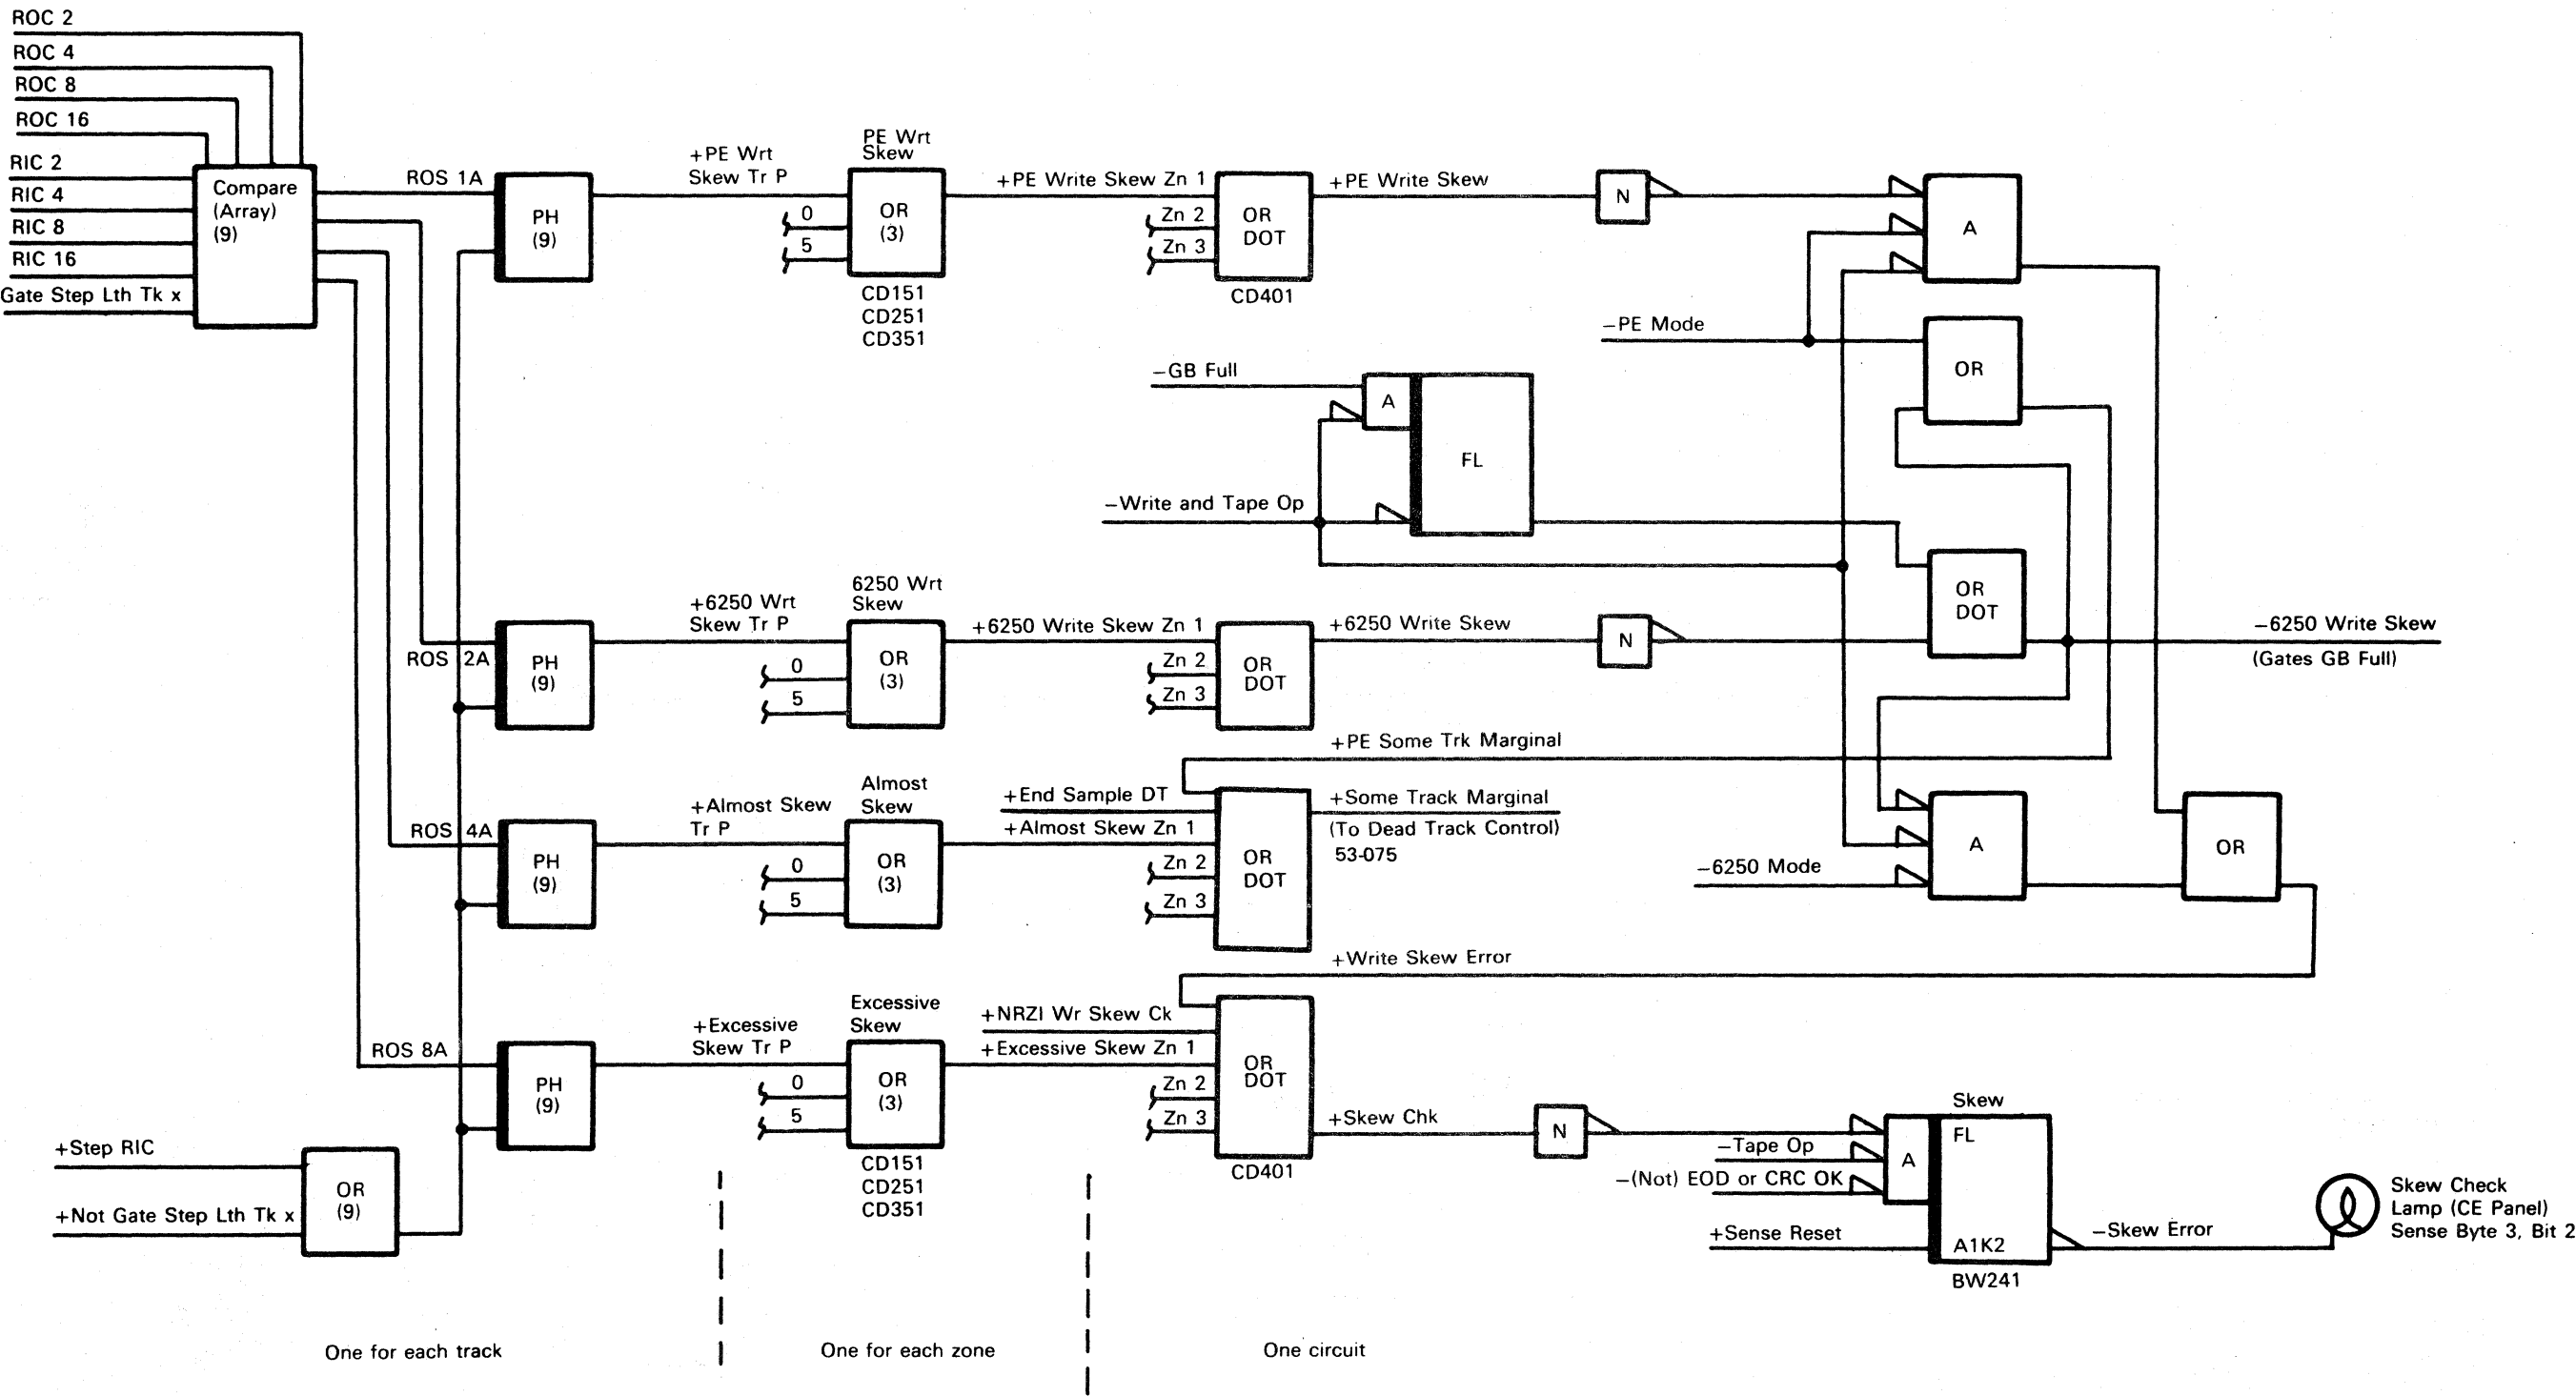 ROC 2
ROC 4
ROC 8
ROC 16
RIC 2
RIC 4
RIC 8
RIC 16
Gate Step Lth Tk x
Compare
(Array)
(9)
ROS 1A
PH
(9)
+PE Wrt
Skew Tr P
0
5
PE Wrt
Skew
OR
(3)
CD151
CD251
CD351
+PE Write Skew Zn 1
Zn 2
Zn 3
OR
DOT
CD401
+PE Write Skew
N
A
−PE Mode
OR
−GB Full
A
FL
−Write and Tape Op
OR
DOT
ROS 2A
PH
(9)
+6250 Wrt
Skew Tr P
0
5
6250 Wrt
Skew
OR
(3)
+6250 Write Skew Zn 1
Zn 2
Zn 3
OR
DOT
+6250 Write Skew
N
−6250 Write Skew
(Gates GB Full)
+PE Some Trk Marginal
ROS 4A
PH
(9)
+Almost Skew
Tr P
0
5
Almost
Skew
OR
(3)
+End Sample DT
+Almost Skew Zn 1
Zn 2
Zn 3
OR
DOT
+Some Track Marginal
(To Dead Track Control)
53-075
−6250 Mode
A
OR
+Write Skew Error
ROS 8A
PH
(9)
+Excessive
Skew Tr P
0
5
Excessive
Skew
OR
(3)
CD151
CD251
CD351
+NRZI Wr Skew Ck
+Excessive Skew Zn 1
Zn 2
Zn 3
OR
DOT
CD401
+Skew Chk
N
−Tape Op
−(Not) EOD or CRC OK
+Sense Reset
A
Skew
FL
A1K2
BW241
−Skew Error
Skew Check
Lamp (CE Panel)
Sense Byte 3, Bit 2
+Step RIC
+Not Gate Step Lth Tk x
OR
(9)
One for each track
One for each zone
One circuit